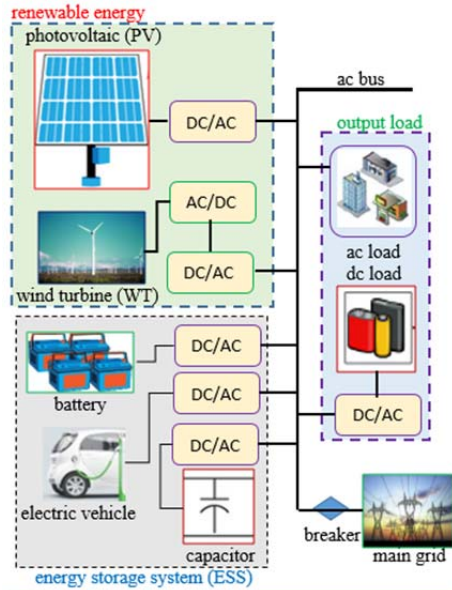 renewable energy
photovoltaic (PV)
DC/AC
AC/DC
DC/AC
wind turbine (WT)
ac bus
output load
ac load
dc load
DC/AC
battery
DC/AC
electric vehicle
DC/AC
DC/AC
capacitor
energy storage system (ESS)
breaker
main grid